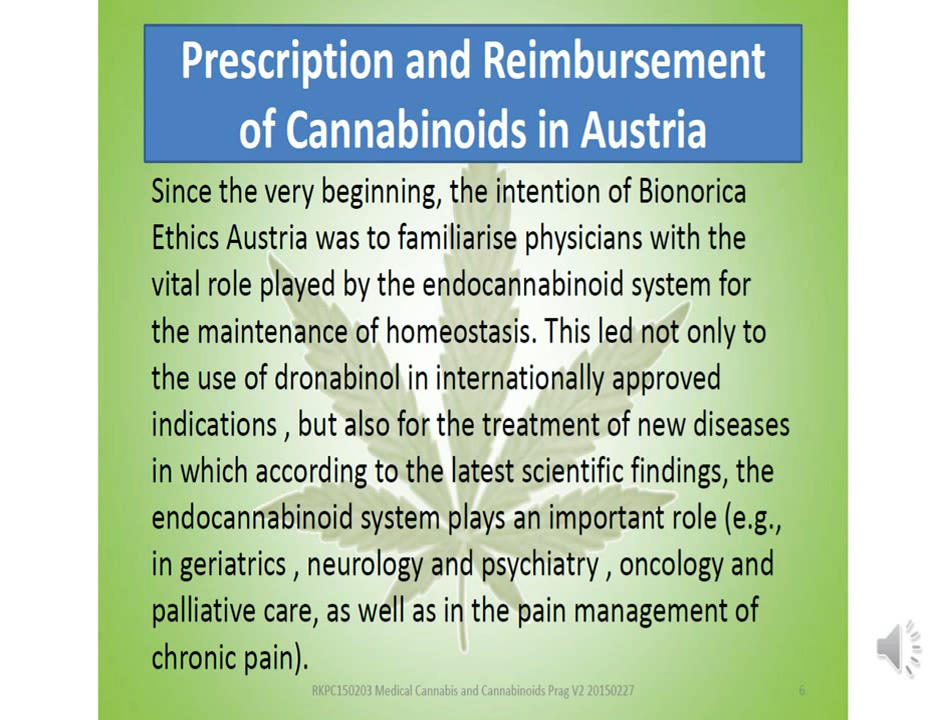 Prescription and Reimbursement
of Cannabinoids in Austria
Since the very beginning, the intention of Bionorica
Ethics Austria was to familiarise physicians with the
vital role played by the endocannabinoid system for
the maintenance of homeostasis. This led not only to
the use of dronabinol in internationally approved
indications , but also for the treatment of new diseases
in which according to the latest scientific findings, the
endocannabinoid system plays an important role (e.g.,
in geriatrics , neurology and psychiatry , oncology and
palliative care, as well as in the pain management of
chronic pain).
RKPC150203 Medical Cannabis and Cannabinoids Prag V2 20150227
6